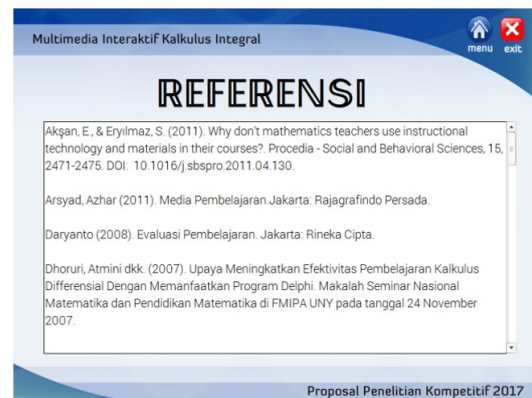 Multimedia Interaktif Kalkulus Integral
menu exit
REFERENSI
Akşan, E., & Eryılmaz, S. (2011). Why don't mathematics teachers use instructional
technology and materials in their courses?. Procedia - Social and Behavioral Sciences, 15,
2471-2475. DOI: 10.1016/j.sbspro.2011.04.130.
Arsyad, Azhar (2011). Media Pembelajaran.Jakarta: Rajagrafindo Persada.
Daryanto (2008). Evaluasi Pembelajaran. Jakarta: Rineka Cipta.
Dhoruri, Atmini dkk. (2007). Upaya Meningkatkan Efektivitas Pembelajaran Kalkulus
Differensial Dengan Memanfaatkan Program Delphi. Makalah Seminar Nasional
Matematika dan Pendidikan Matematika di FMIPA UNY pada tanggal 24 November
2007.
Proposal Penelitian Kompetitif 2017